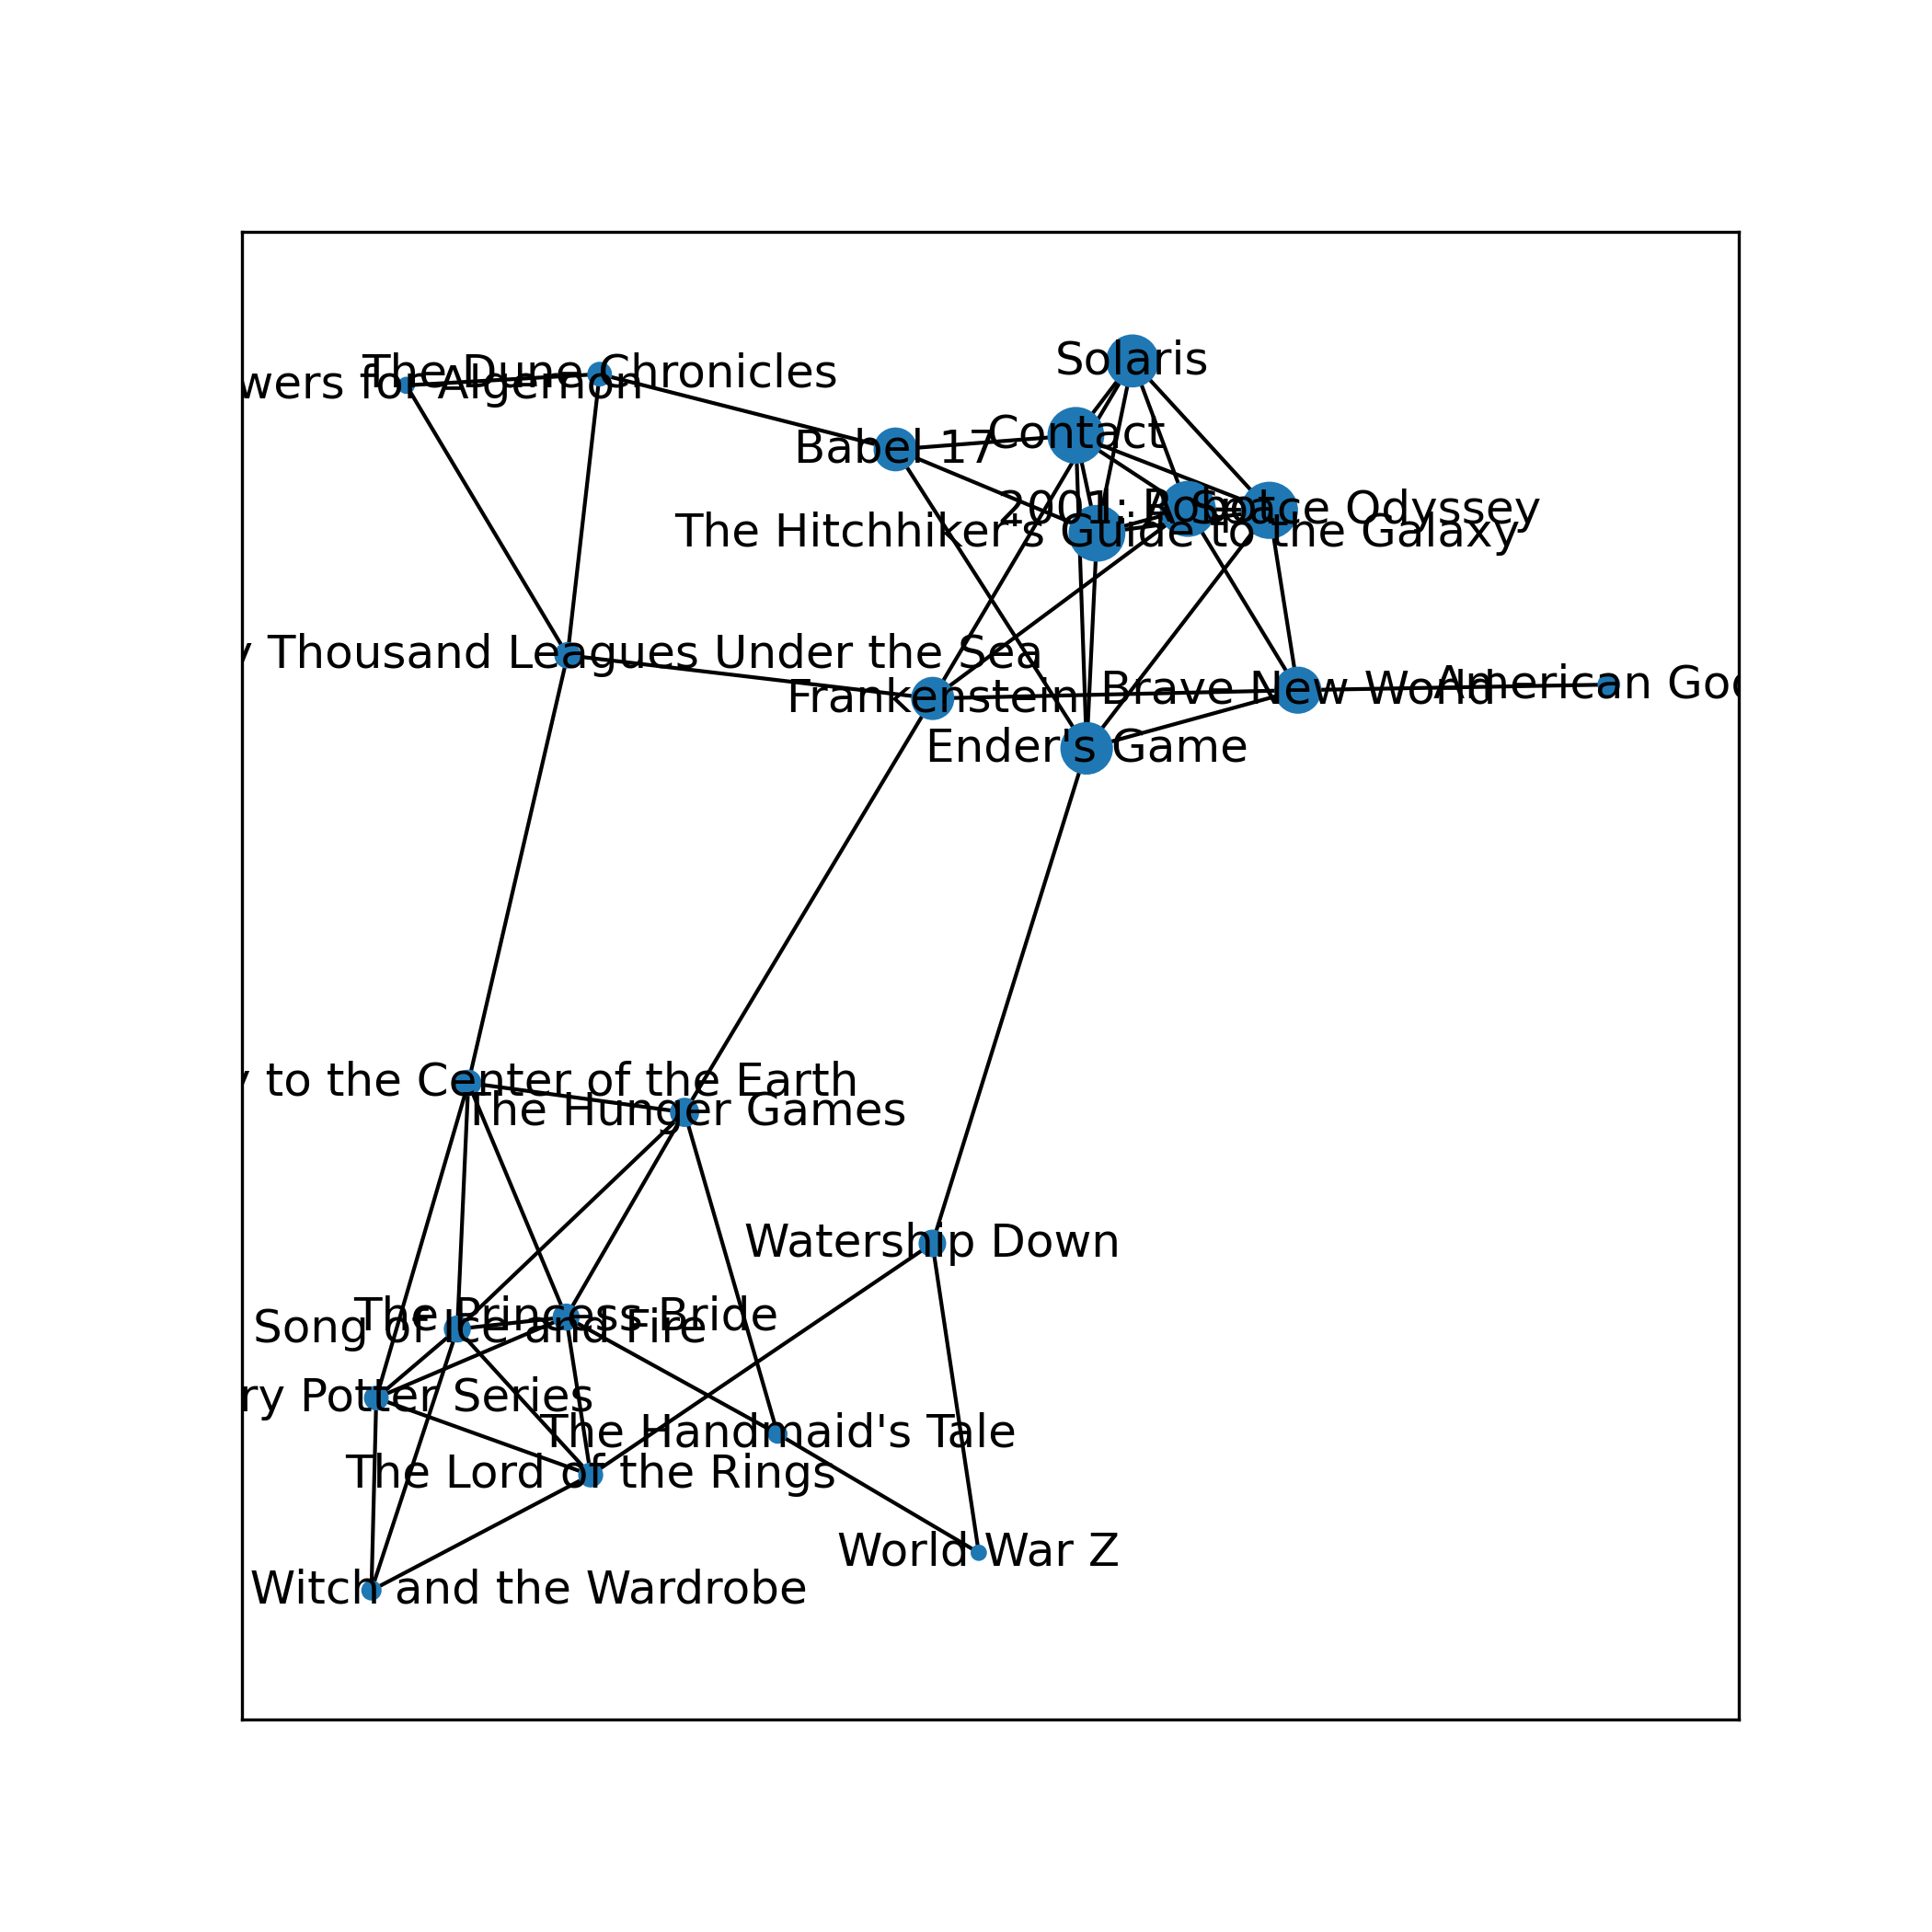 Solaris
The Dune Chronicles
wers for Algernon
Contact
Babel 17
2001: A Space Odyssey
I, Robot
The Hitchhiker's Guide to the Galaxy
y Thousand Leagues Under the Sea
American Go
Brave New World
Frankenstein
Ender's Game
y to the Center of the Earth
The Hunger Games
Watership Down
The Princess Bride
Song of Ice and Fire
ry Potter Series
The Handmaid's Tale
The Lord of the Rings
World War Z
Witch and the Wardrobe